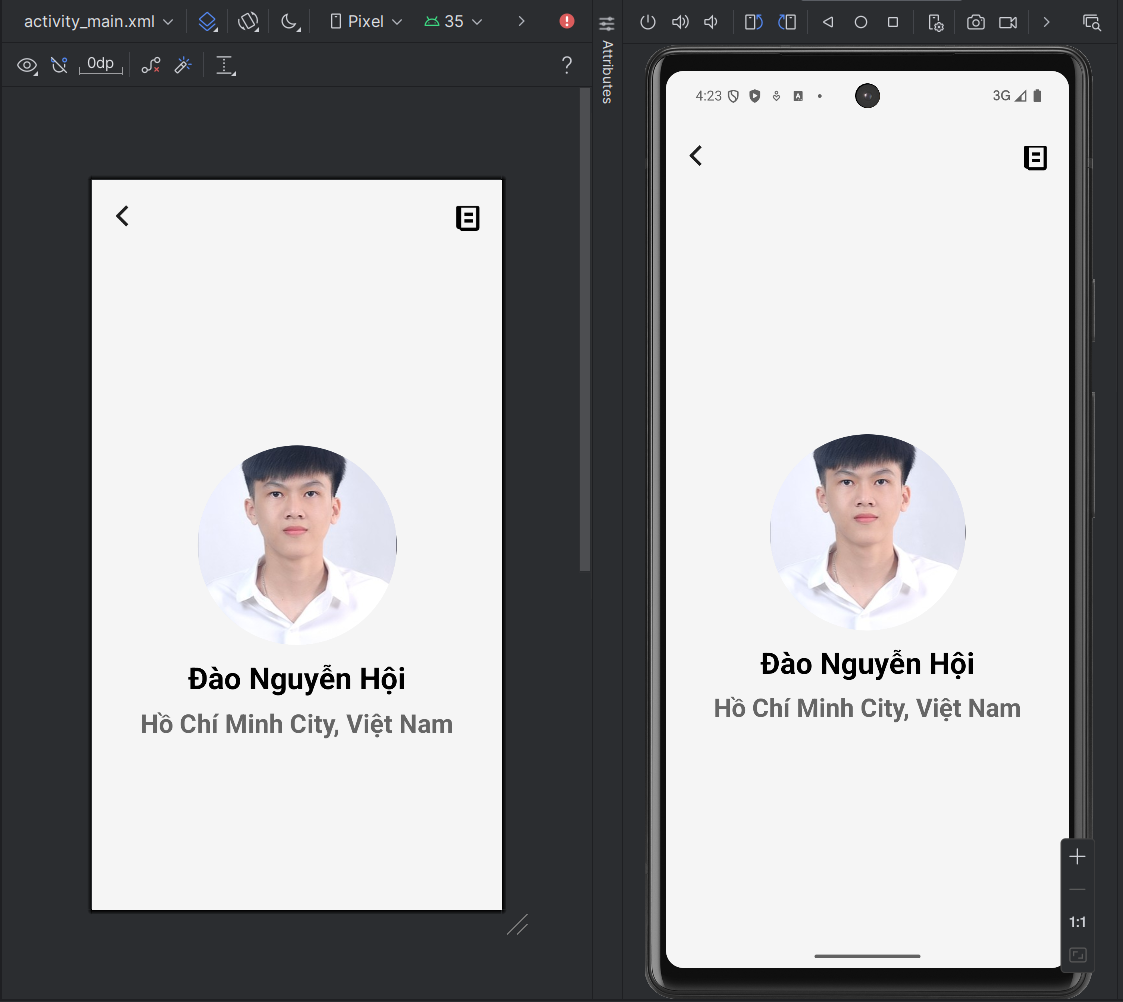 activity_main.xml
Pixel
35
0dp
?
Attributes
4:23
3G
Đào Nguyễn Hội
Hồ Chí Minh City, Việt Nam
Đào Nguyễn Hội
Hồ Chí Minh City, Việt Nam
1:1